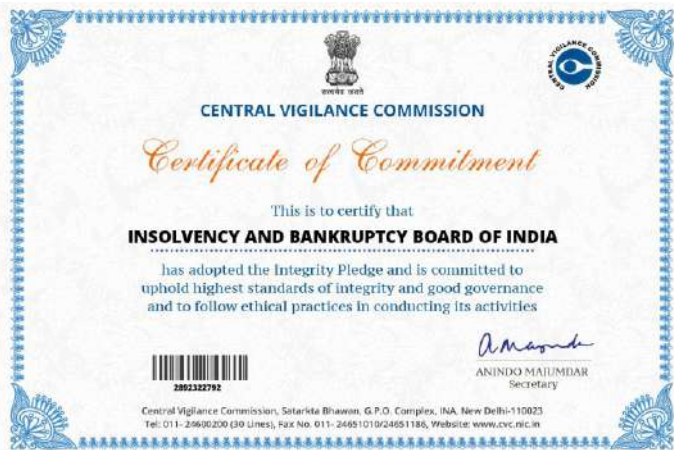 सत्यमेव जयते
CENTRAL VIGILANCE COMMISSION
CENTRAL VIGILANCE COMMISSION
Certificate of Commitment
This is to certify that
INSOLVENCY AND BANKRUPTCY BOARD OF INDIA
has adopted the Integrity Pledge and is committed to
uphold highest standards of integrity and good governance
and to follow ethical practices in conducting its activities
ANINDO MAJUMDAR
Secretary
2892322792
Central Vigilance Commission, Satarkta Bhawan, G.P.O. Complex, INA, New Delhi-110023
Tel: 011- 24600200 (30 Lines), Fax No. 011- 24651010/24651186, Website: www.cvc.nic.in